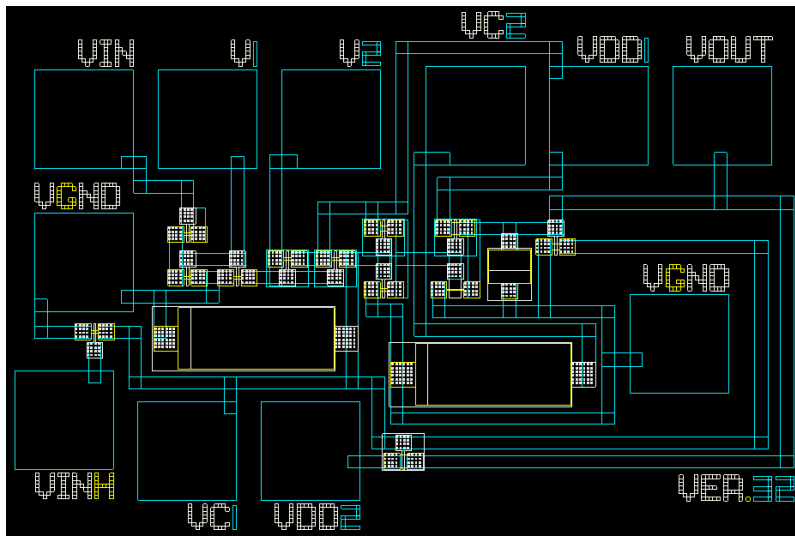 VC2
VIN
V1
V2
VDD1
VOUT
VGND
VGND
VINH
VC1
VDD2
VER.32